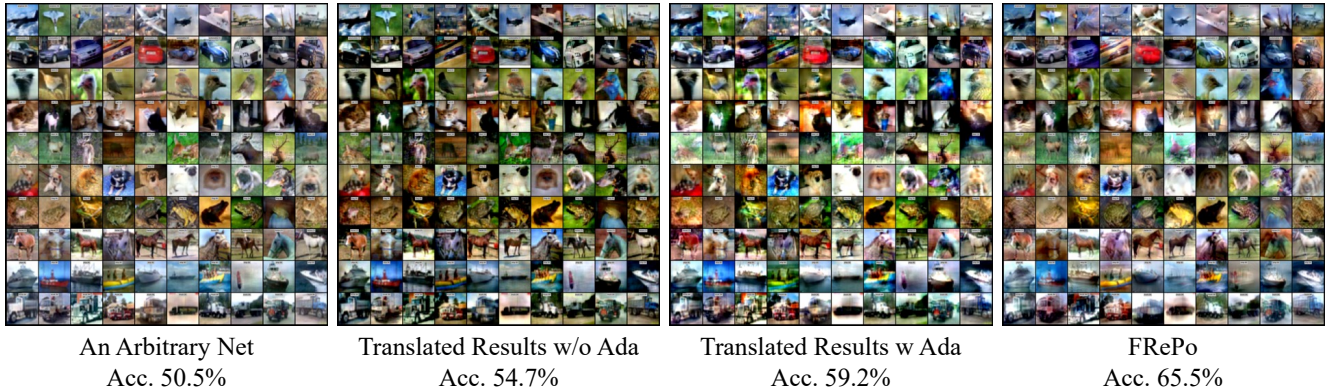 An Arbitrary Net
Acc. 50.5%
Translated Results w/o Ada
Acc. 54.7%
Translated Results w Ada
Acc. 59.2%
FRePo
Acc. 65.5%